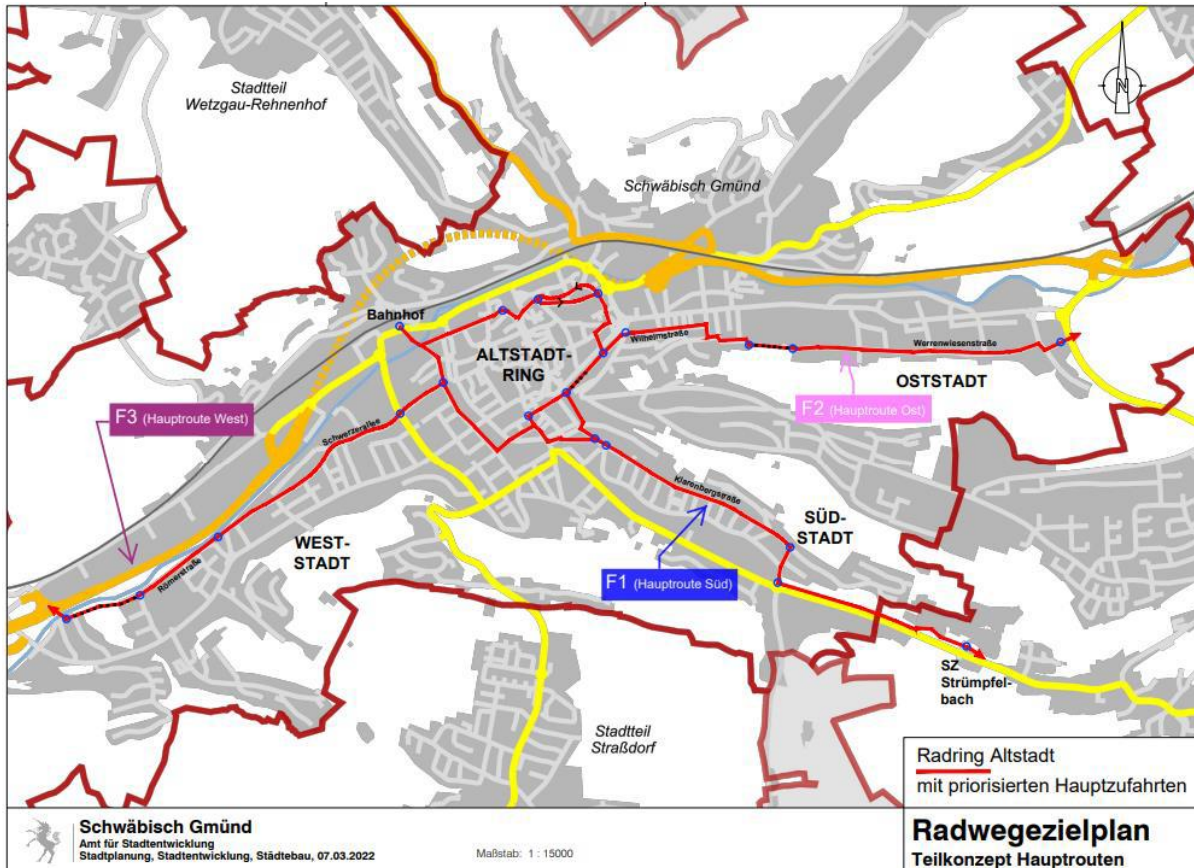 Stadtteil
Wetzgau-Rehnenhof
N
Schwäbisch Gmünd
Bahnhof
ALTSTADT-
RING
Wilhelmstraße
Werrenwiesenstraße
OSTSTADT
F2 (Hauptroute Ost)
F3 (Hauptroute West)
Schwerzerallee
Klarenbergstraße
WEST-
STADT
SÜD-
STADT
Römerstraße
F1 (Hauptroute Süd)
SZ
Strümpfel-
bach
Stadtteil
Straßdorf
Radring Altstadt
mit priorisierten Hauptzufahrten
Schwäbisch Gmünd
Amt für Stadtentwicklung
Stadtplanung, Stadtentwicklung, Städtebau, 07.03.2022
Maßstab: 1 : 15000
Radwegezielplan
Teilkonzept Hauptrouten